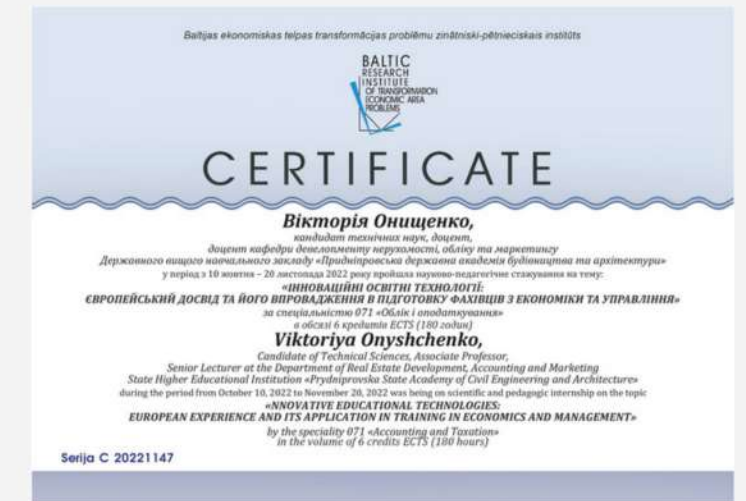 Baltijas ekonomiskas telpas transformācijas problēmu zinātniski-pētnieciskais institūts
BALTIC
RESEARCH
INSTITUTE
OF TRANSFORMATION
ECONOMIC AREA
PROBLEMS
CERTIFICATE
Вікторія Онищенко,
кандидат технічних наук, доцент,
доцент кафедри девелопменту нерухомості, обліку та маркетингу
Державного вищого навчального закладу «Придніпровська державна академія будівництва та архітектури»
у період з 10 жовтня – 20 листопада 2022 року пройшла науково-педагогічне стажування на тему:
«ІННОВАЦІЙНІ ОСВІТНІ ТЕХНОЛОГІЇ:
ЄВРОПЕЙСЬКИЙ ДОСВІД ТА ЙОГО ВПРОВАДЖЕННЯ В ПІДГОТОВКУ ФАХІВЦІВ З ЕКОНОМІКИ ТА УПРАВЛІННЯ»
за спеціальністю 071 «Облік і оподаткування»
в обсязі 6 кредитів ECTS (180 годин)
Viktoriya Onyshchenko,
Candidate of Technical Sciences, Associate Professor,
Senior Lecturer at the Department of Real Estate Development, Accounting and Marketing
State Higher Educational Institution «Prydniprovska State Academy of Civil Engineering and Architecture»
during the period from October 10, 2022 to November 20, 2022 was being on scientific and pedagogic internship on the topic
«NNOVATIVE EDUCATIONAL TECHNOLOGIES:
EUROPEAN EXPERIENCE AND ITS APPLICATION IN TRAINING IN ECONOMICS AND MANAGEMENT»
by the speciality 071 «Accounting and Taxation»
in the volume of 6 credits ECTS (180 hours)
Serija C 20221147